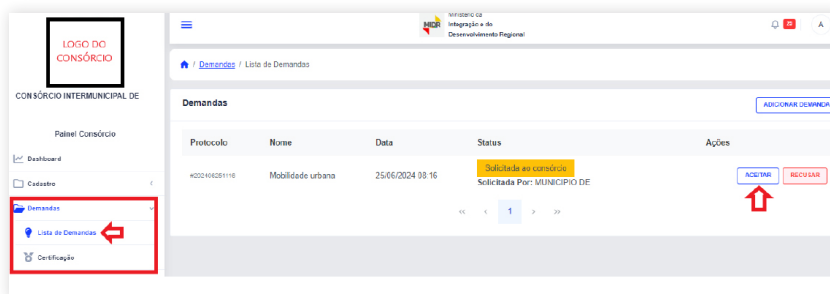 LOGO DO
CONSÓRCIO
CONSÓRCIO INTERMUNICIPAL DE
Painel Consórcio
Dashboard
Cadastro
Demandas
Lista de Demandas
Certificação
MIDR
Ministério da
Integração e do
Desenvolvimento Regional
A
/ Demandas / Lista de Demandas
Demandas
ADICIONAR DEMANDA
Protocolo Nome Data Status Ações
Mobilidade urbana 25/06/2024 08:16 Solicitada ao consórcio
Solicitada Por: MUNICIPIO DE
ACEITAR RECUSAR
« ‹ 1 › »